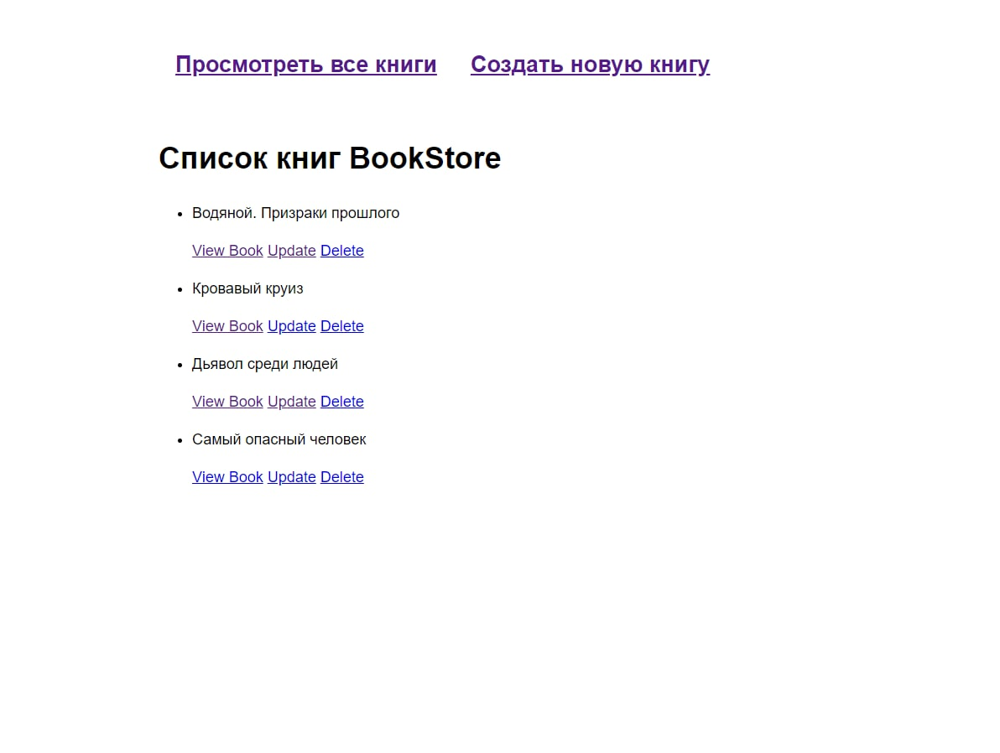 Просмотреть все книги Создать новую книгу
Список книг BookStore
Водяной. Призраки прошлого
View Book Update Delete
Кровавый круиз
View Book Update Delete
Дьявол среди людей
View Book Update Delete
Самый опасный человек
View Book Update Delete